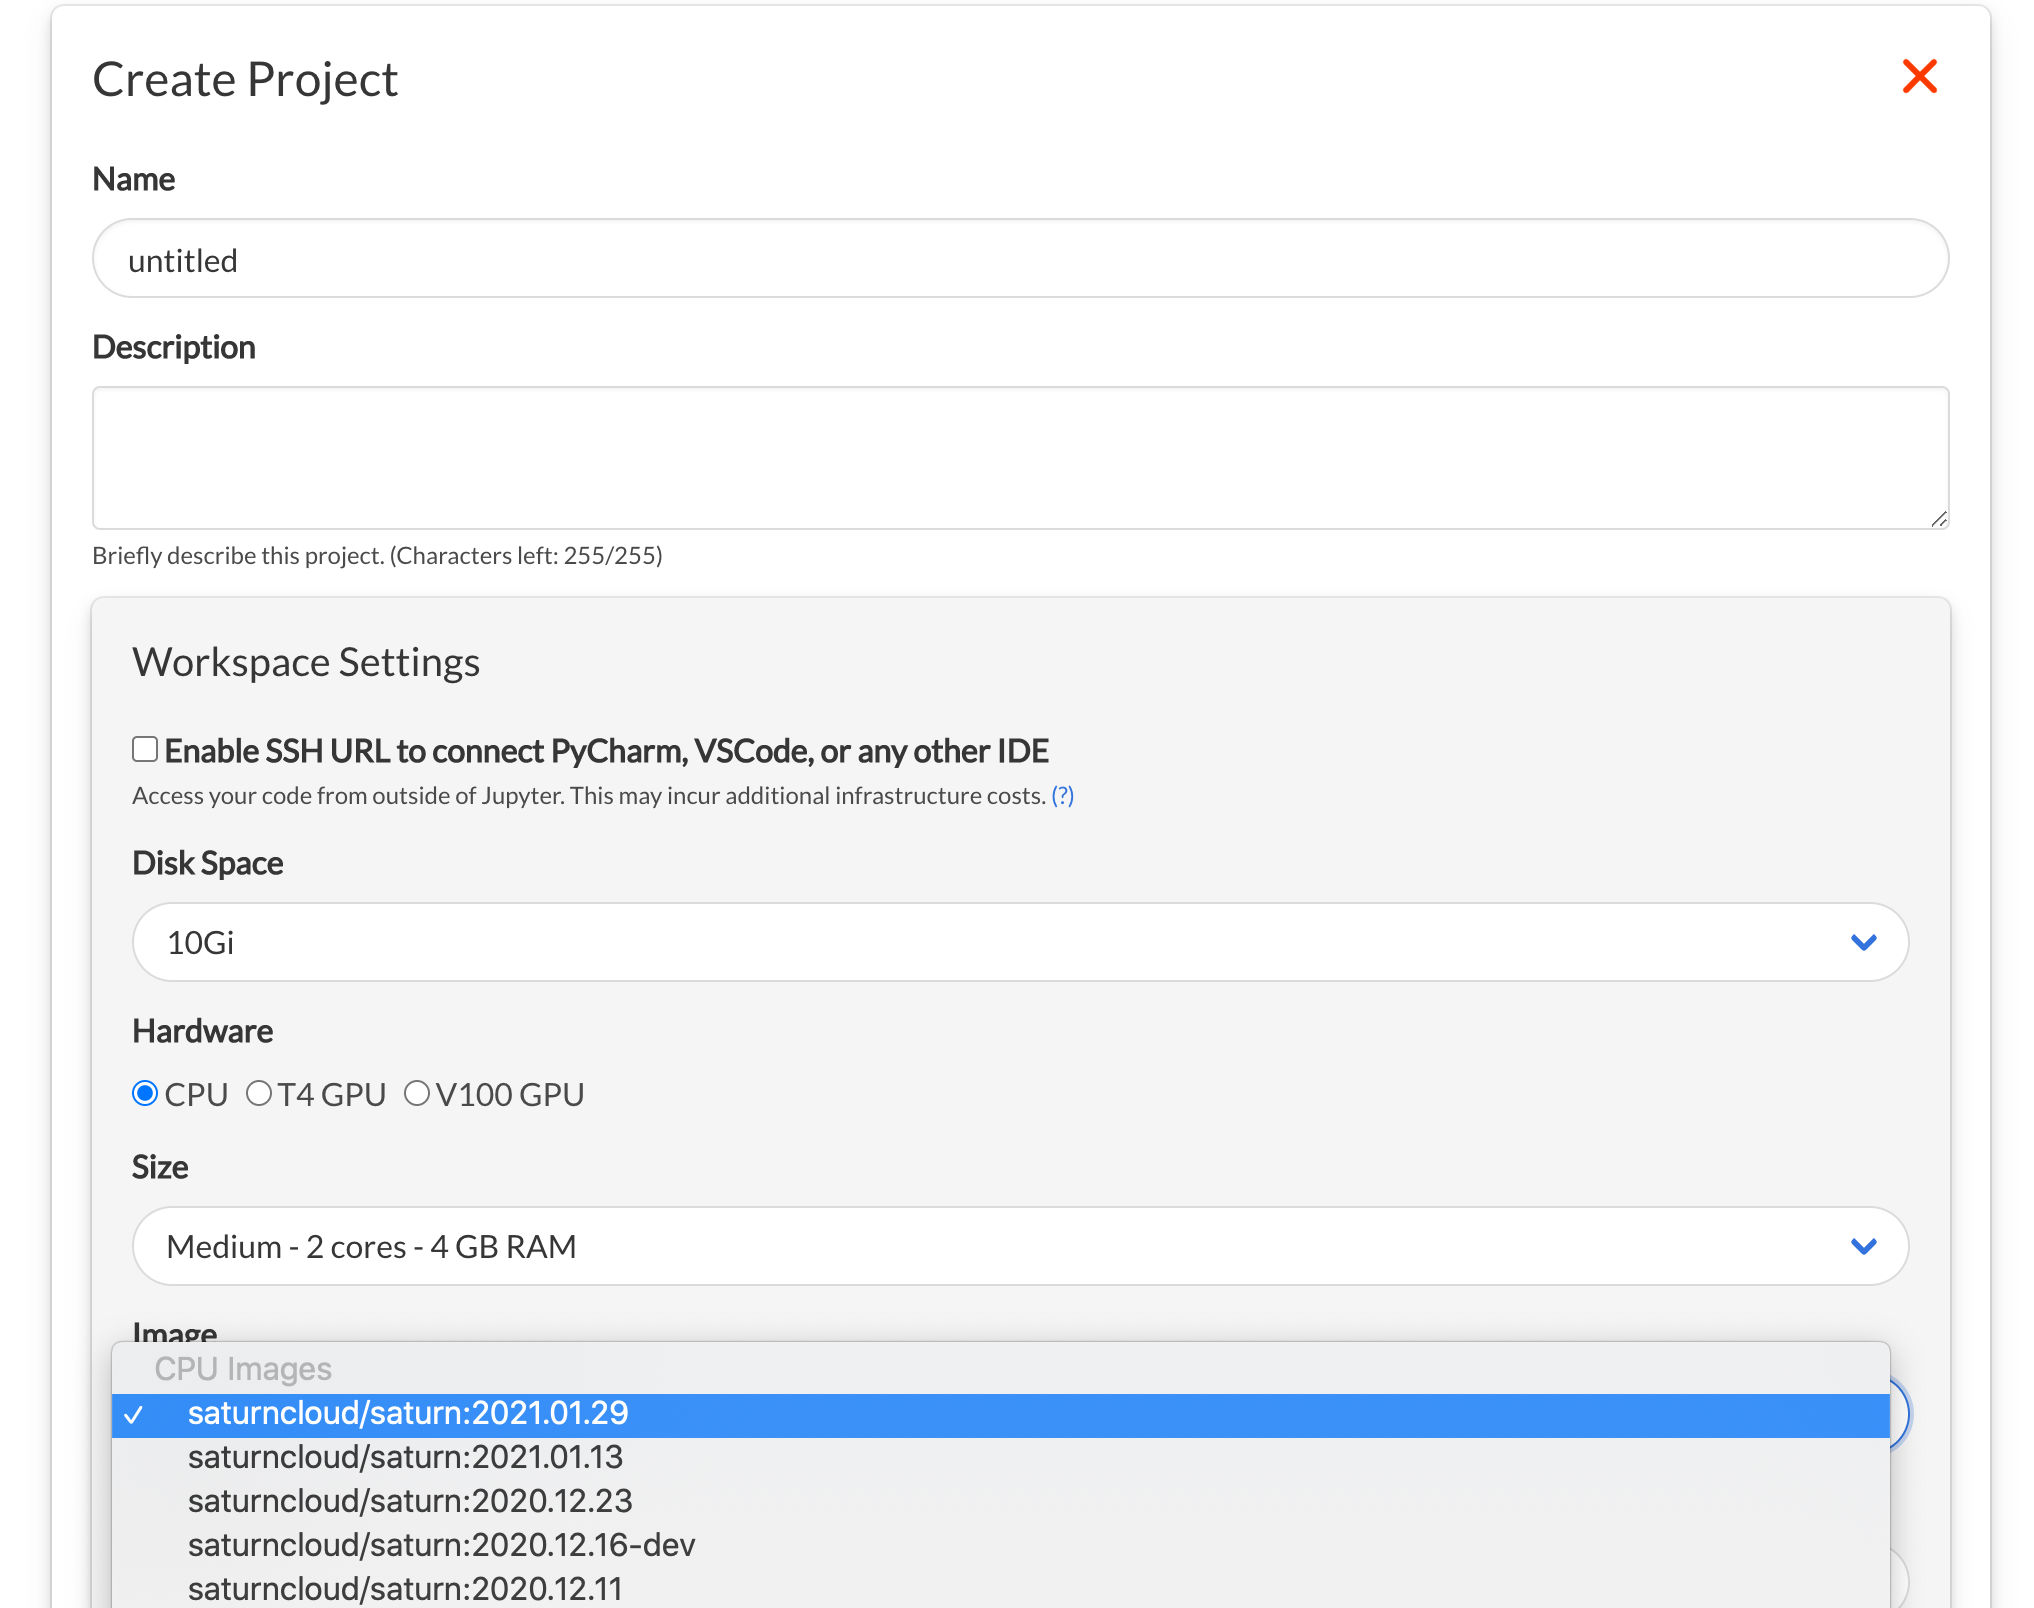 Create Project
Name
untitled
Description
Briefly describe this project. (Characters left: 255/255)
Workspace Settings
Enable SSH URL to connect PyCharm, VSCode, or any other IDE
Access your code from outside of Jupyter. This may incur additional infrastructure costs. (?)
Disk Space
10Gi
Hardware
CPU T4 GPU V100 GPU
Size
Medium - 2 cores - 4 GB RAM
Image
CPU Images
✓ saturncloud/saturn:2021.01.29
saturncloud/saturn:2021.01.13
saturncloud/saturn:2020.12.23
saturncloud/saturn:2020.12.16-dev
saturncloud/saturn:2020.12.11